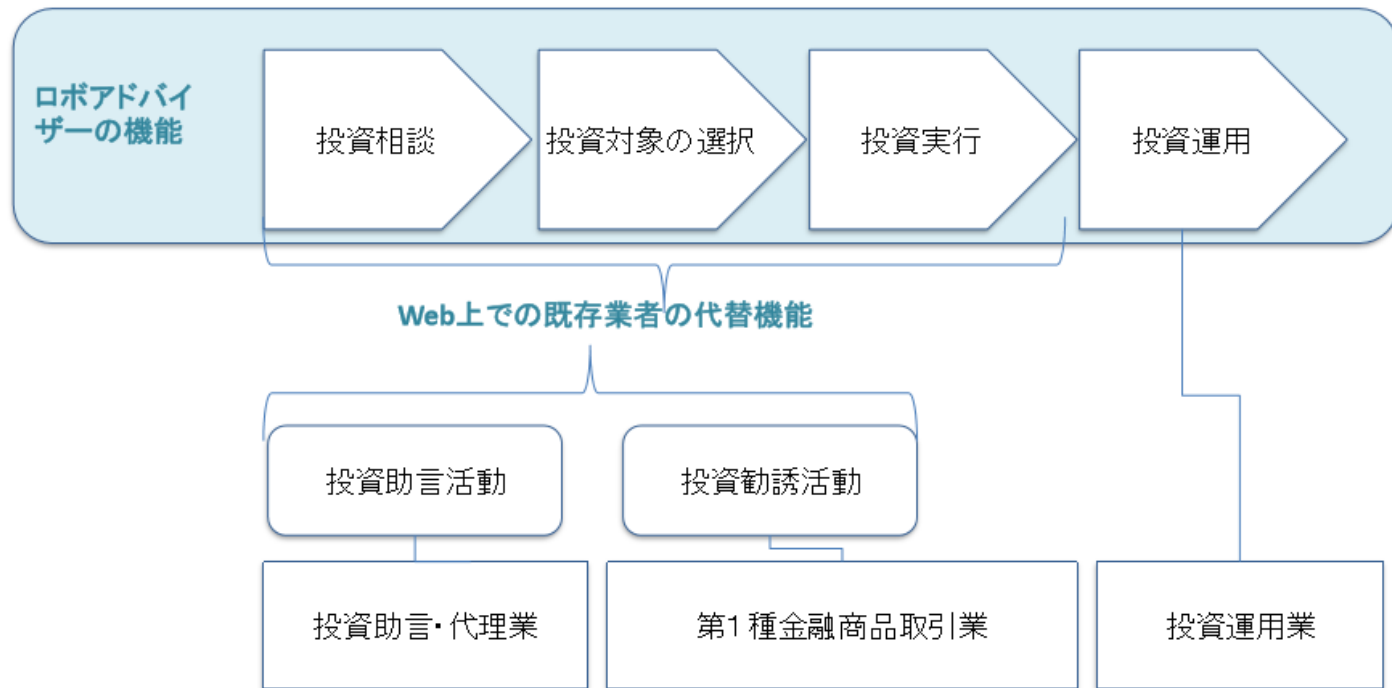 ロボアドバイ
ザーの機能
投資相談
投資対象の選択
投資実行
投資運用
Web上での既存業者の代替機能
投資助言活動
投資勧誘活動
投資助言・代理業
第1種金融商品取引業
投資運用業